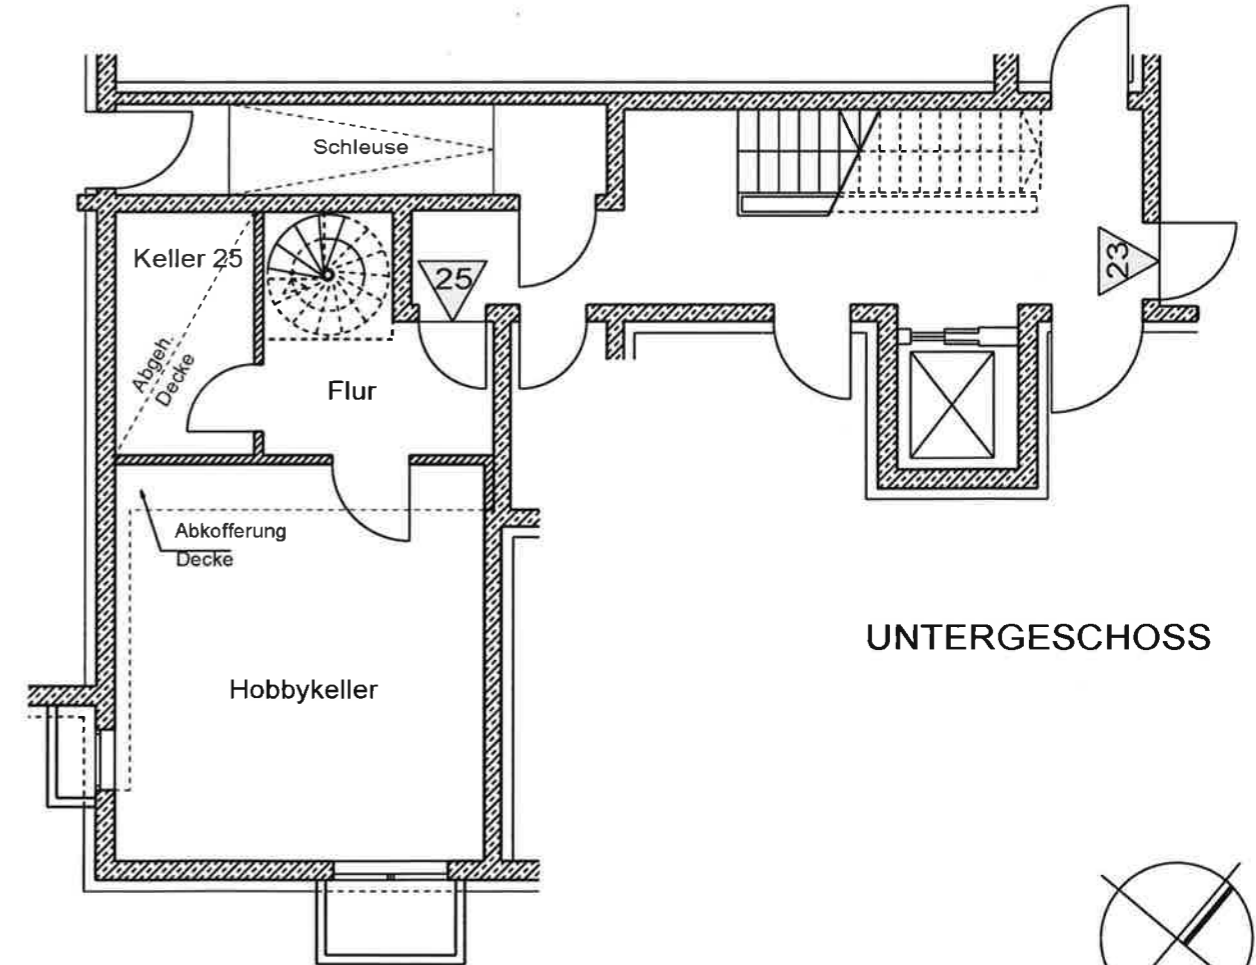 Schleuse
Keller 25
25
23
Abgeh.
Decke
Flur
Abkofferung
Decke
UNTERGESCHOSS
Hobbykeller